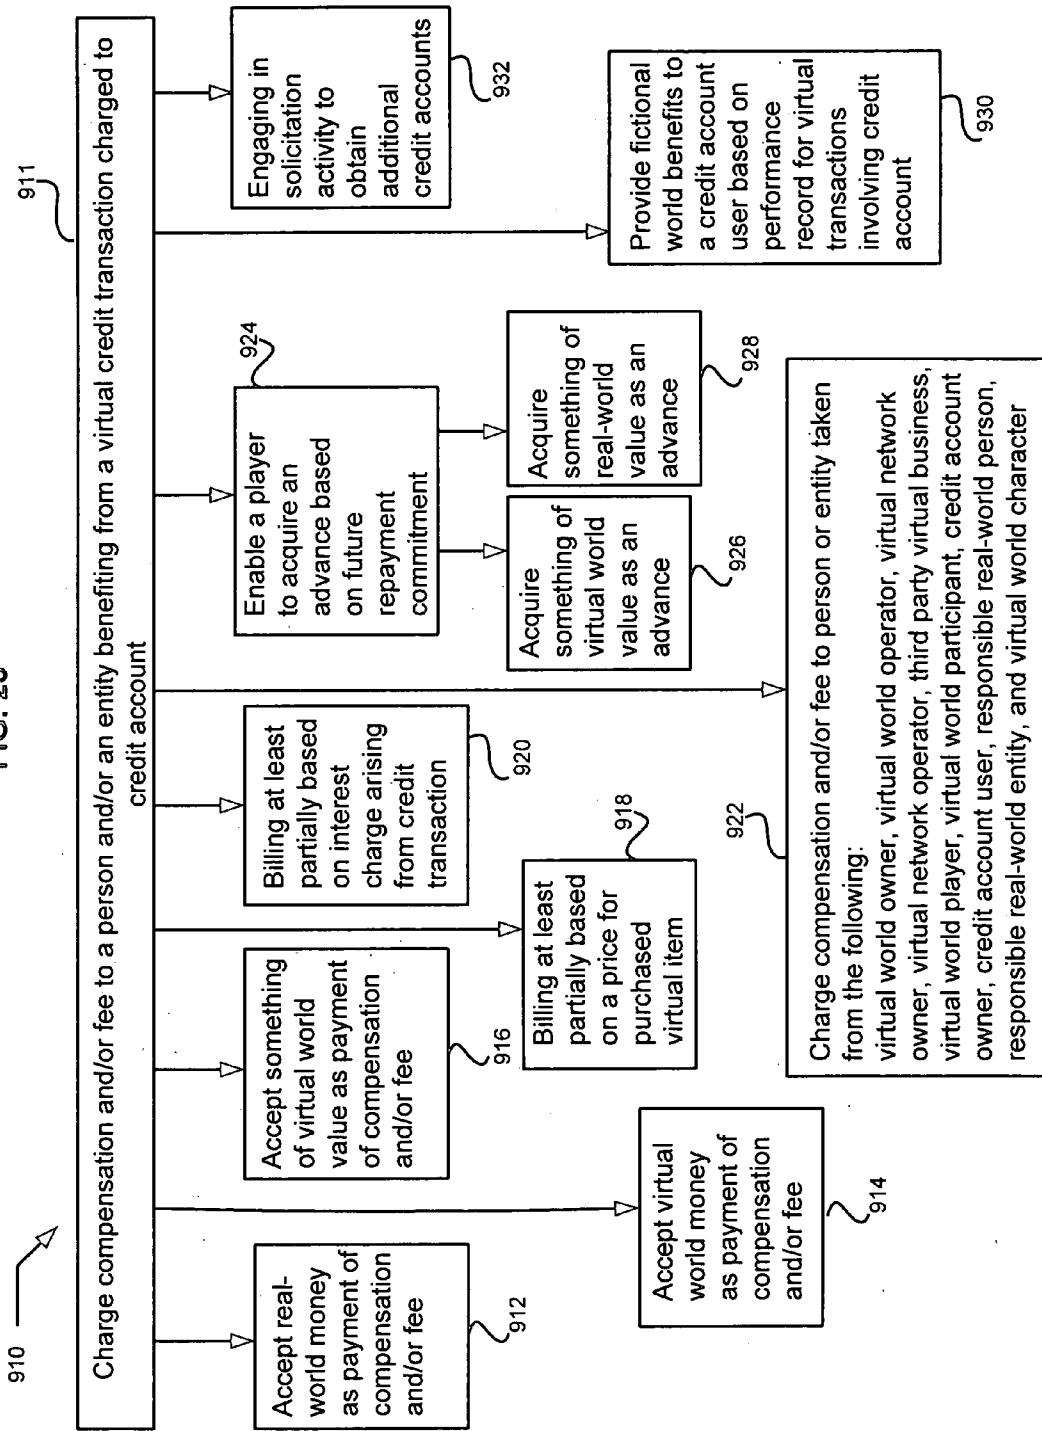 FIG.
910
911
Charge compensation and/or fee to a person and/or an entity benefiting from a virtual credit transaction charged to
credit account
Accept real-
world money
as payment of
compensation
and/or fee
912
Accept virtual
world money
as payment of
compensation
and/or fee
914
Accept something
of virtual world
value as payment
of compensation
and/or fee
916
Billing at least
partially based
on a price for
purchased
virtual item
918
Billing at least
partially based
on interest
charge arising
from credit
transaction
920
922
Charge compensation and/or fee to person or entity taken
from the following:
virtual world owner, virtual world operator, virtual network
owner, virtual network operator, third party virtual business,
virtual world player, virtual world participant, credit account
owner, credit account user, responsible real-world person,
responsible real-world entity, and virtual world character
924
Enable a player
to acquire an
advance based
on future
repayment
commitment
Acquire
something of
virtual world
value as an
advance
926
Acquire
something of
real-world
value as an
advance
928
Provide fictional
world benefits to
a credit account
user based on
performance
record for virtual
transactions
involving credit
account
930
Engaging in
solicitation
activity to
obtain
additional
credit accounts
932